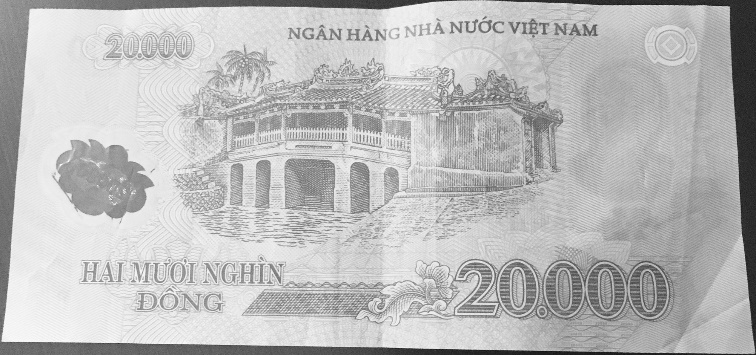 NGÂN HÀNG NHÀ NƯỚC VIỆT NAM
20.000
HAI MƯƠI NGHÌN
ĐỒNG
20.000